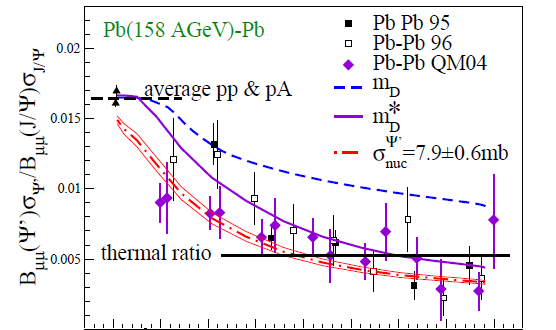 Pb(158 AGeV)-Pb
Pb Pb 95
Pb-Pb 96
Pb-Pb QM04
m_D
m_D^*
σ_nuc^Ψ'=7.9±0.6mb
average pp & pA
thermal ratio
0.02
0.015
0.01
0.005
B_μμ(Ψ')σ_Ψ'/B_μμ(J/Ψ)σ_J/Ψ